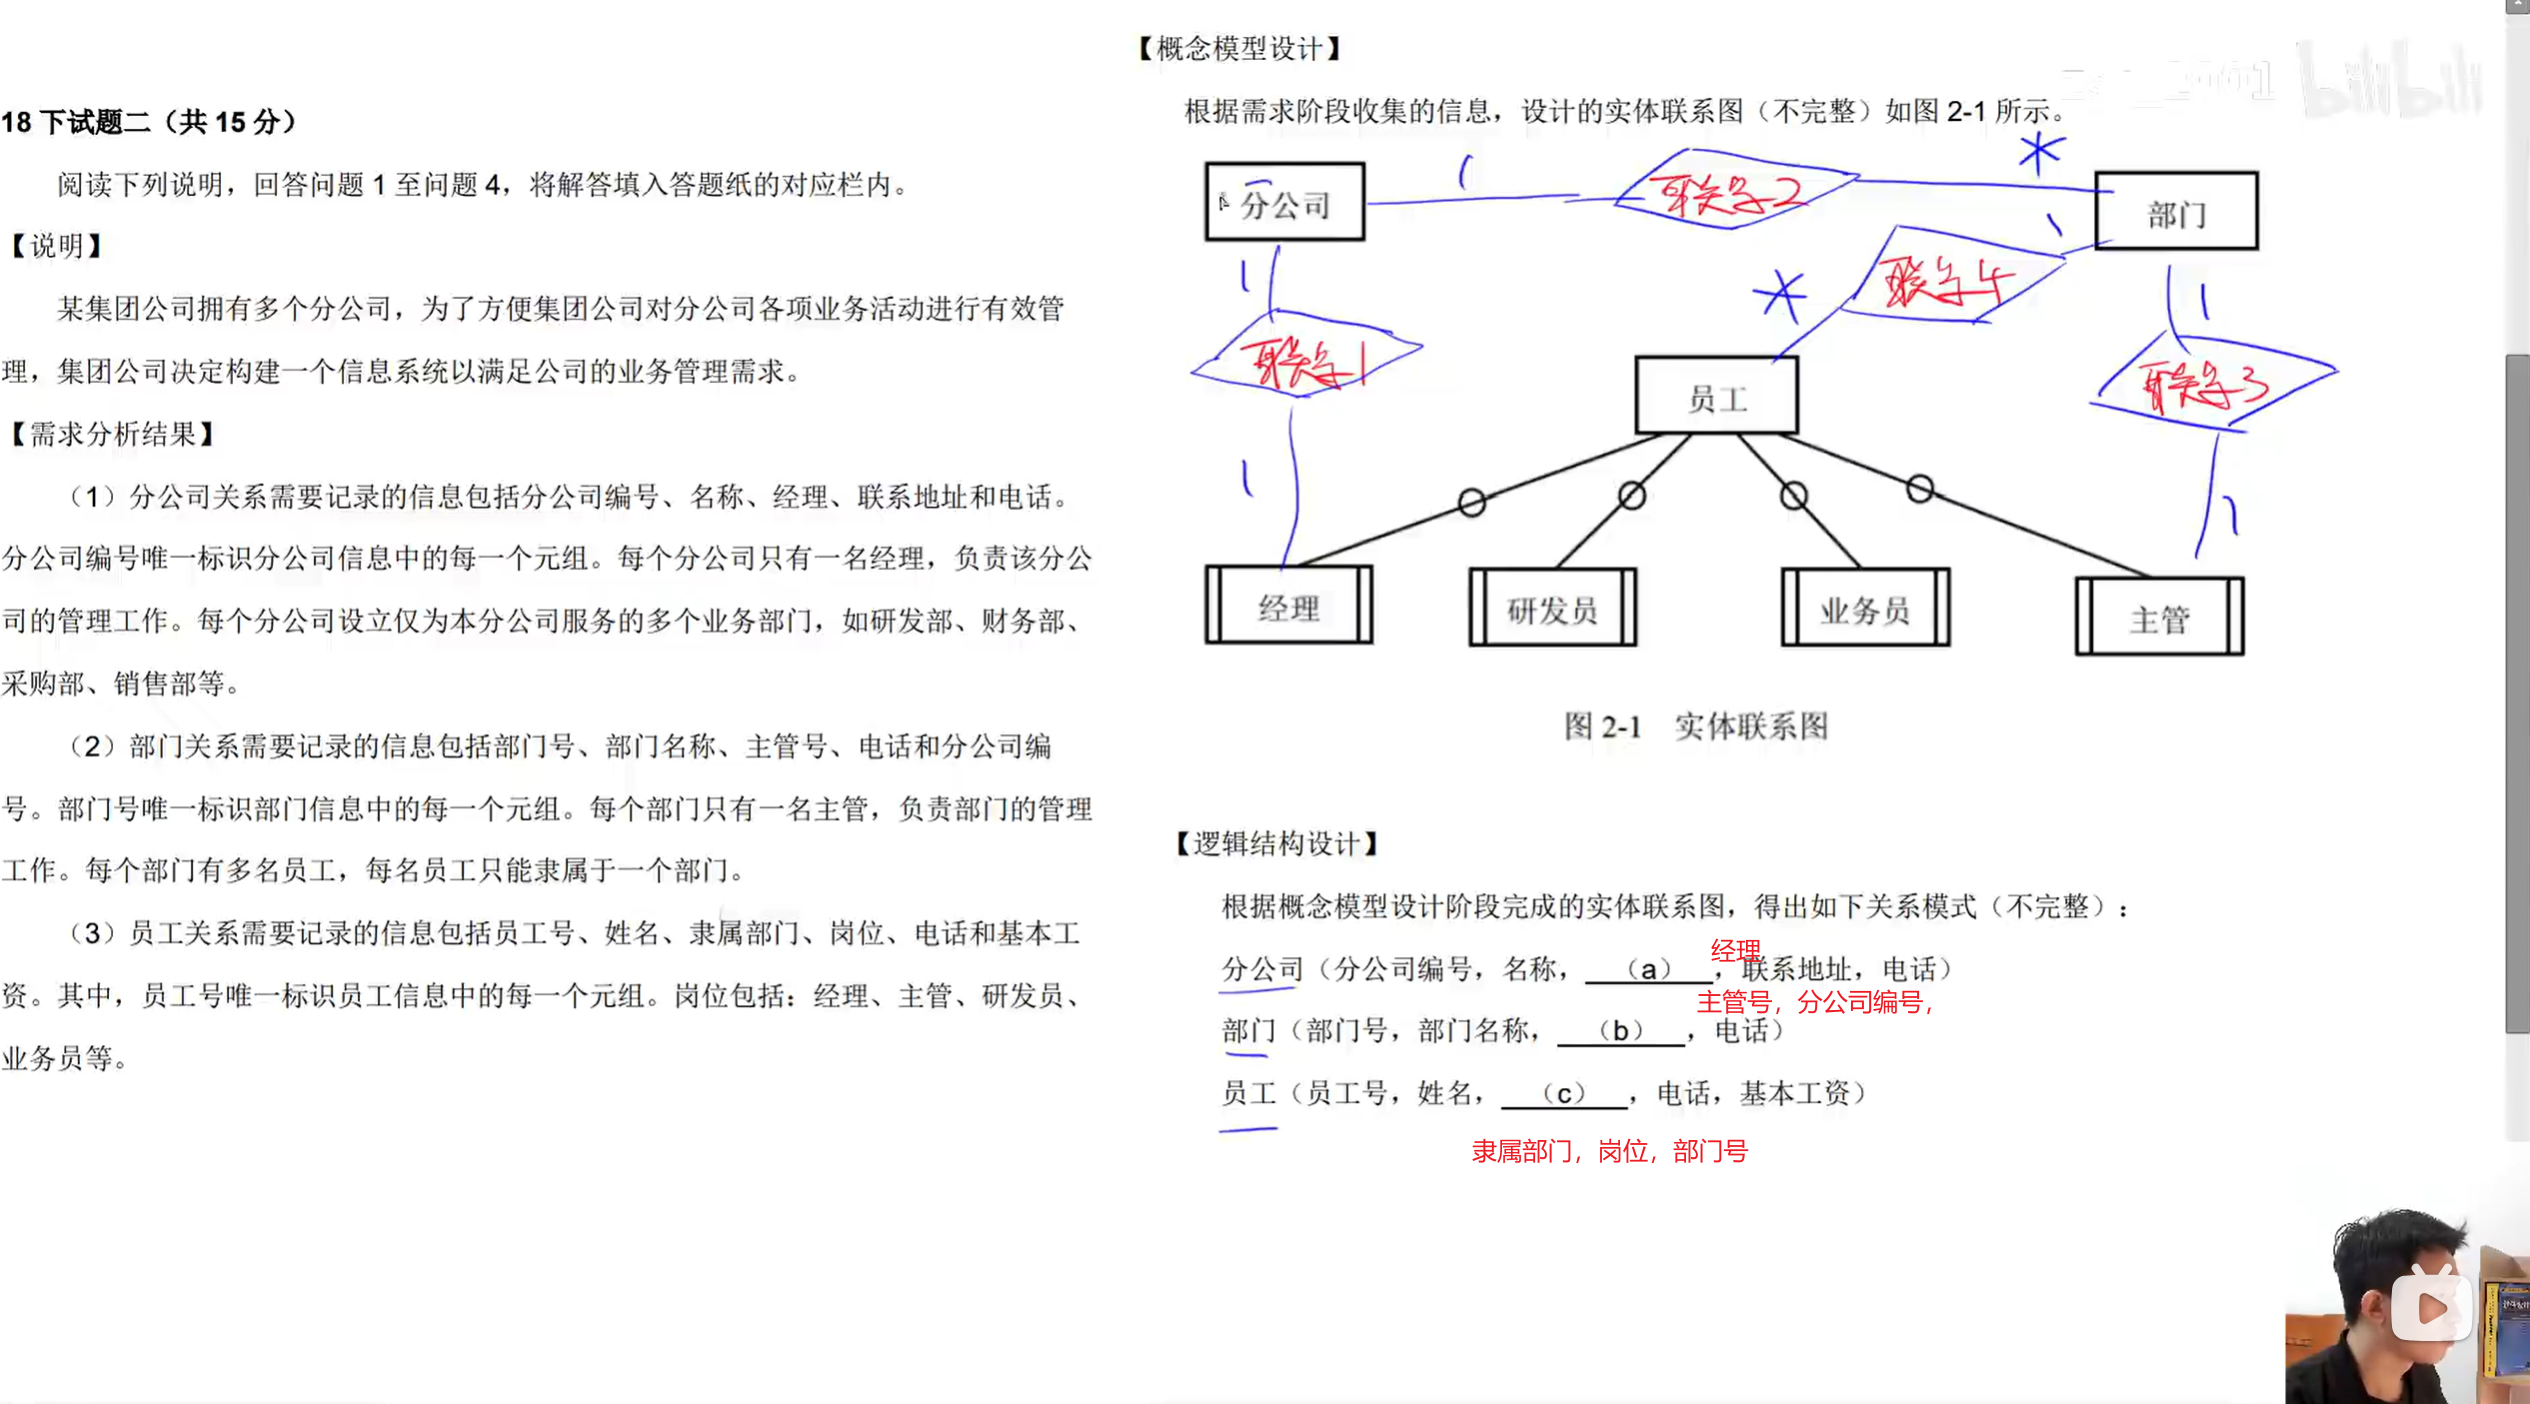 18 下试题二（共 15 分）
阅读下列说明，回答问题 1 至问题 4，将解答填入答题纸的对应栏内。
【说明】
某集团公司拥有多个分公司，为了方便集团公司对分公司各项业务活动进行有效管
理，集团公司决定构建一个信息系统以满足公司的业务管理需求。
【需求分析结果】
（1）分公司关系需要记录的信息包括分公司编号、名称、经理、联系地址和电话。
分公司编号唯一标识分公司信息中的每一个元组。每个分公司只有一名经理，负责该分公
司的管理工作。每个分公司设立仅为本分公司服务的多个业务部门，如研发部、财务部、
采购部、销售部等。
（2）部门关系需要记录的信息包括部门号、部门名称、主管号、电话和分公司编
号。部门号唯一标识部门信息中的每一个元组。每个部门只有一名主管，负责部门的管理
工作。每个部门有多名员工，每名员工只能隶属于一个部门。
（3）员工关系需要记录的信息包括员工号、姓名、隶属部门、岗位、电话和基本工
资。其中，员工号唯一标识员工信息中的每一个元组。岗位包括：经理、主管、研发员、
业务员等。
【概念模型设计】
根据需求阶段收集的信息，设计的实体联系图（不完整）如图 2-1 所示。
bilibili
1
*
分公司
联系2
部门
1
1
*
联系4
1
联系1
联系3
员工
1
1
经理
研发员
业务员
主管
图 2-1 实体联系图
【逻辑结构设计】
根据概念模型设计阶段完成的实体联系图，得出如下关系模式（不完整）：
经理
分公司（分公司编号，名称，（a），联系地址，电话）
主管号，分公司编号，
部门（部门号，部门名称，（b），电话）
员工（员工号，姓名，（c），电话，基本工资）
隶属部门，岗位，部门号